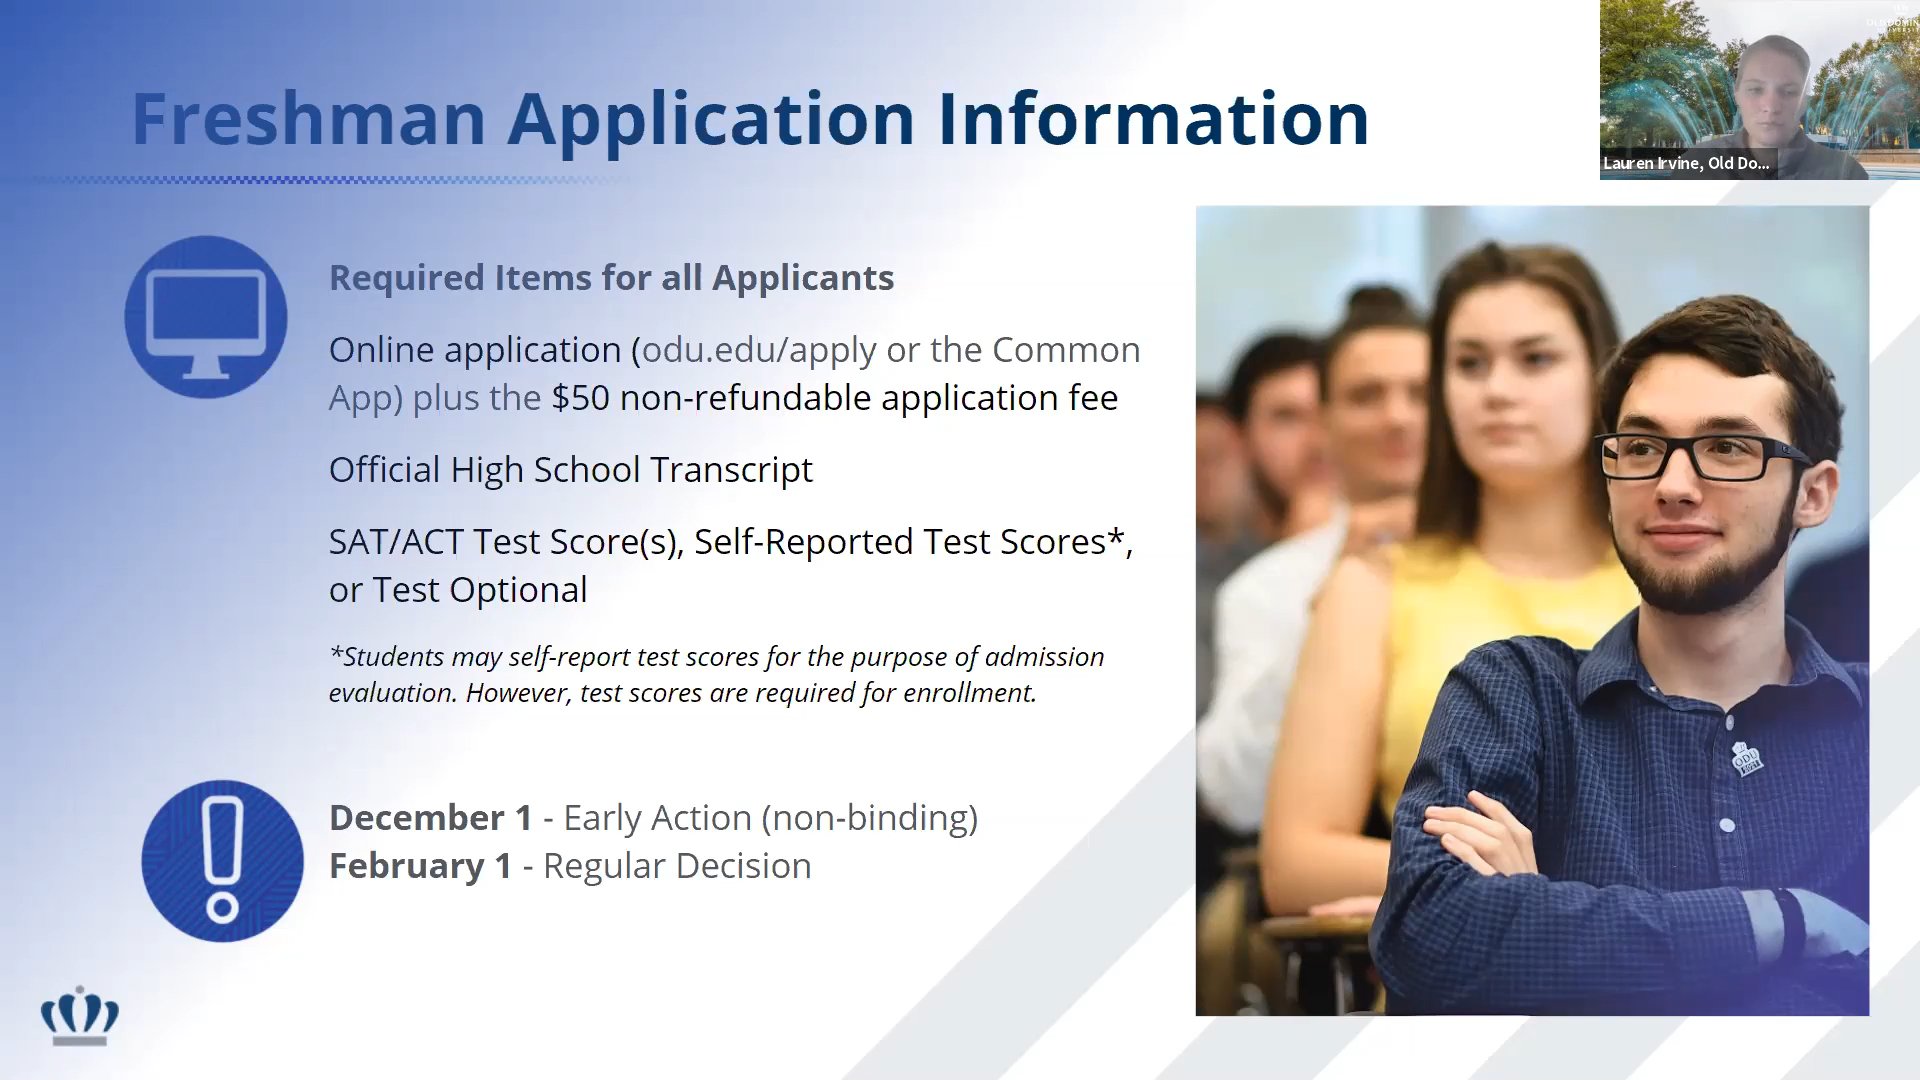 Freshman Application Information
Lauren Irvine, Old Do...
Required Items for all Applicants
Online application (odu.edu/apply or the Common
App) plus the $50 non-refundable application fee
Official High School Transcript
SAT/ACT Test Score(s), Self-Reported Test Scores*,
or Test Optional
*Students may self-report test scores for the purpose of admission
evaluation. However, test scores are required for enrollment.
ODU
December 1 - Early Action (non-binding)
February 1 - Regular Decision